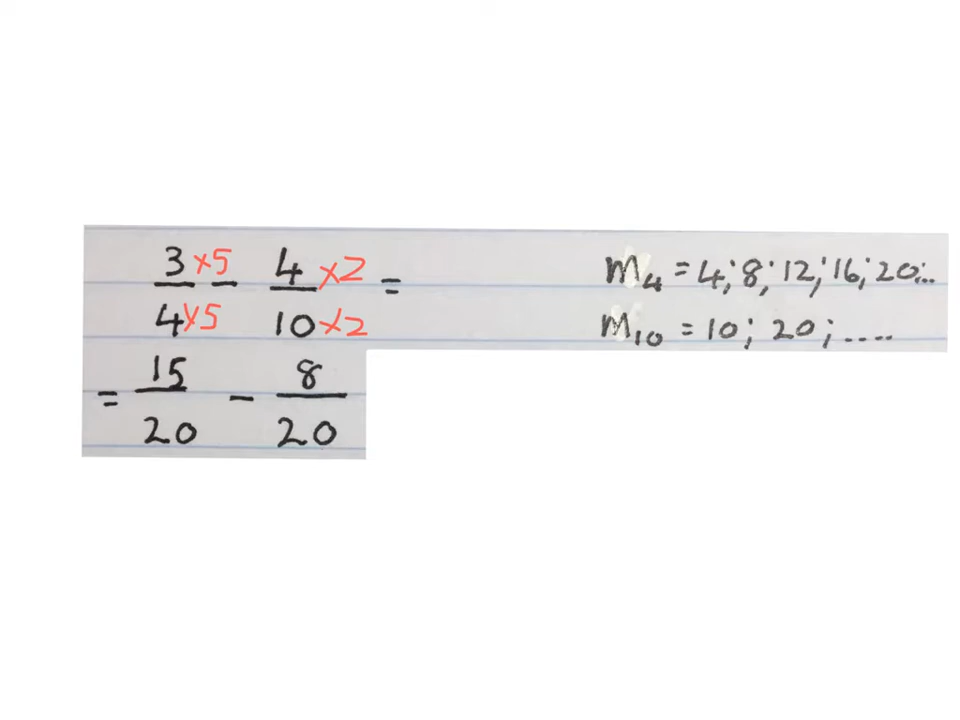 3×5 4×2
— - — =
4×5 10×2
m4 = 4; 8; 12; 16; 20;..
m10 = 10; 20; .....
15 8
= — - —
20 20